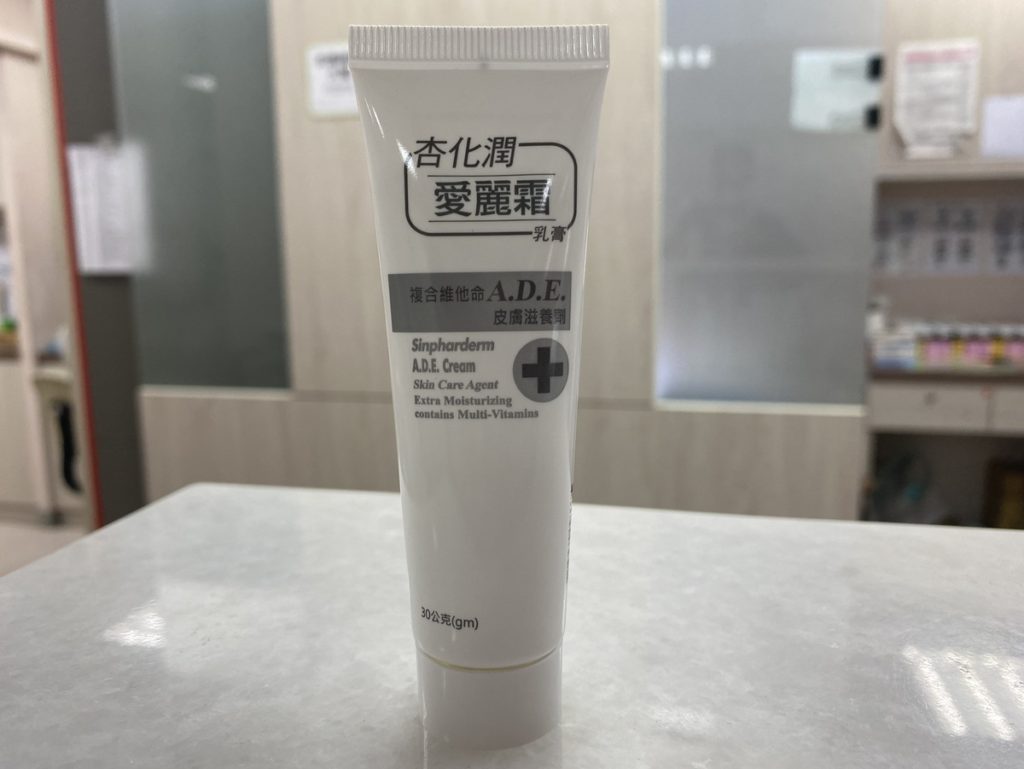 杏化潤
愛麗霜
乳膏
複合維他命A.D.E.
皮膚滋養劑
Sinpharderm
A.D.E. Cream
Skin Care Agent
Extra Moisturizing
contains Multi-Vitamins
30公克(gm)